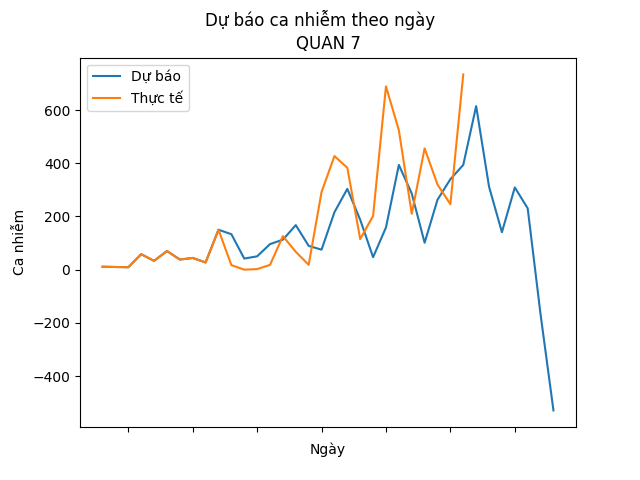 Dự báo ca nhiễm theo ngày
QUAN 7
Dự báo
Thực tế
600
400
200
0
−200
−400
Ca nhiễm
Ngày